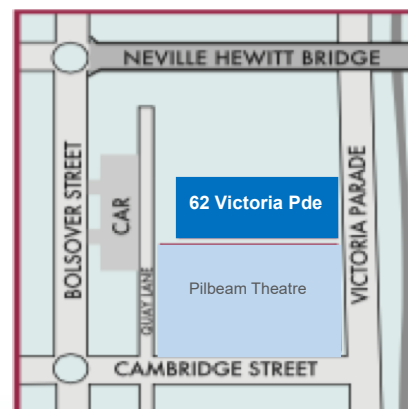 NEVILLE HEWITT BRIDGE
BOLSOVER STREET
CAR
QUAY LANE
62 Victoria Pde
Pilbeam Theatre
VICTORIA PARADE
CAMBRIDGE STREET